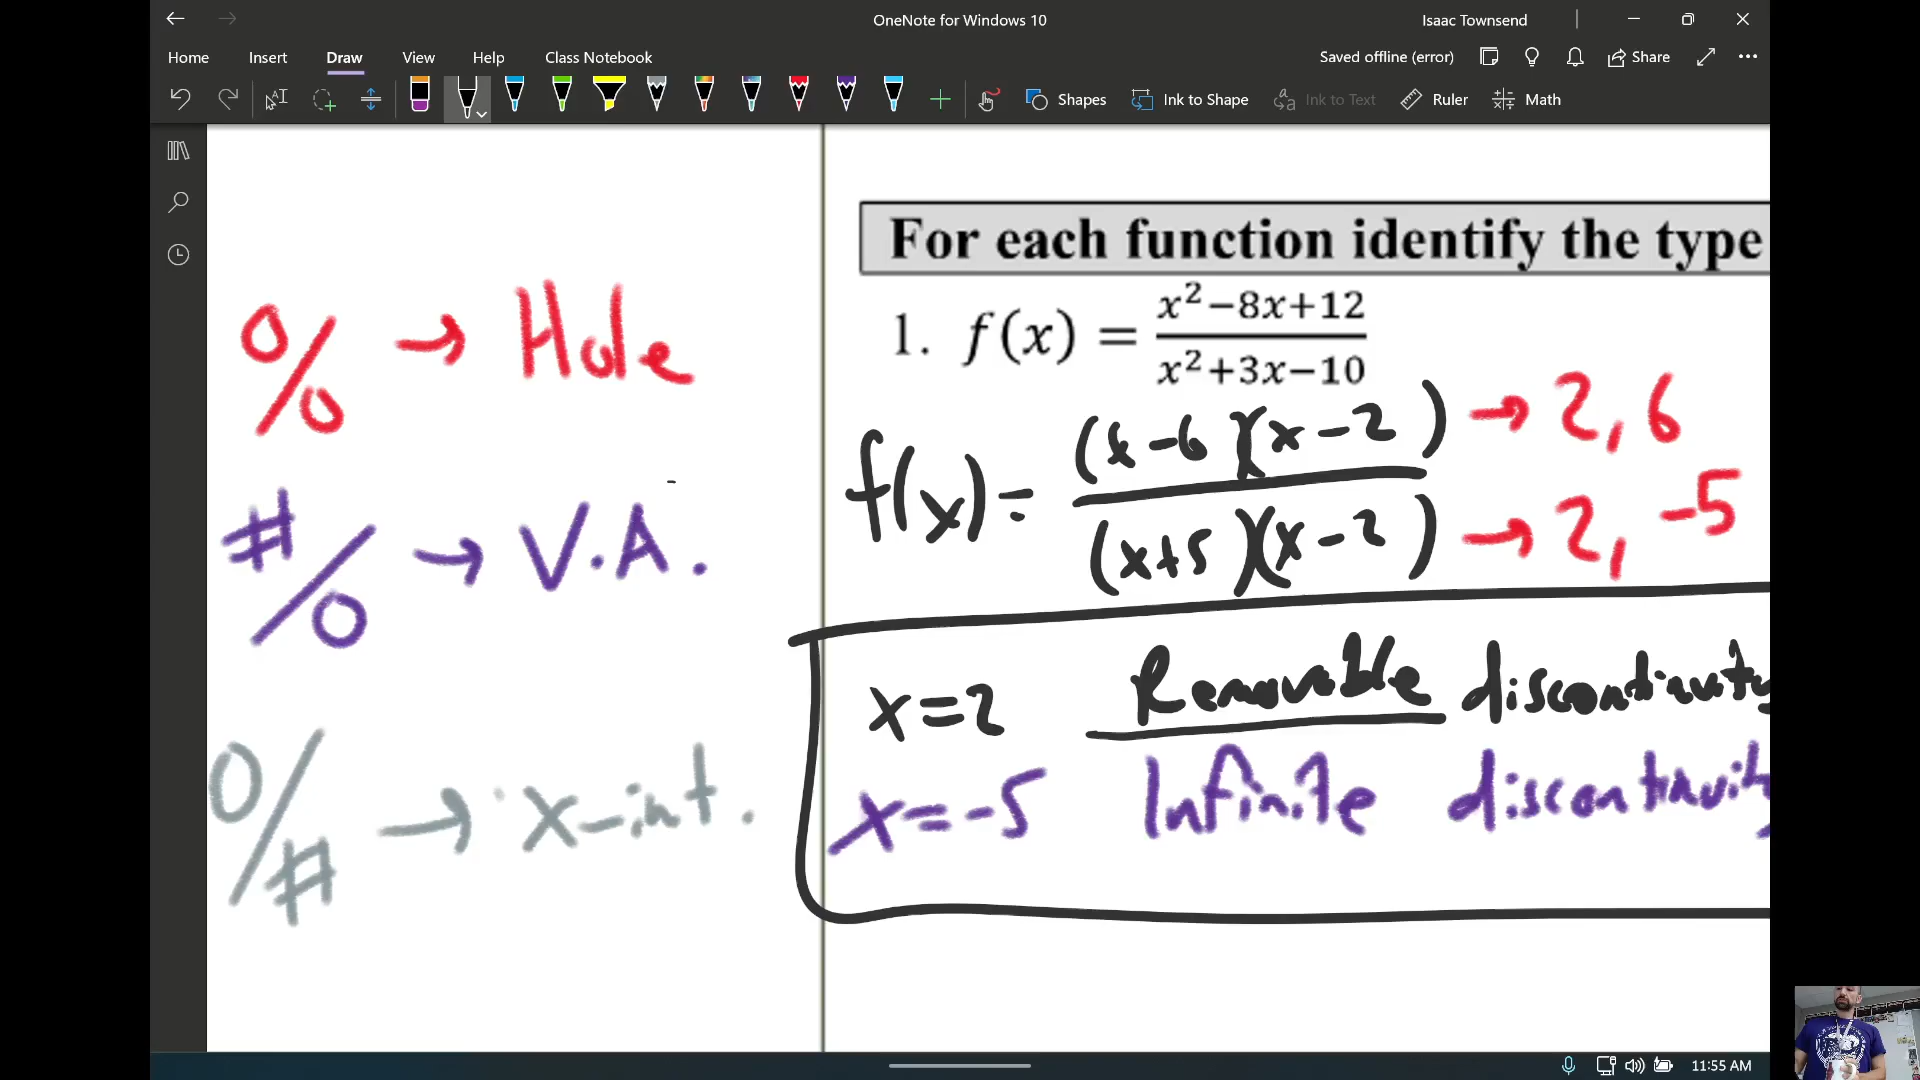 OneNote for Windows 10
Isaac Townsend
Home Insert Draw View Help Class Notebook
Saved offline (error) Share
Shapes Ink to Shape Ink to Text Ruler Math
For each function identify the type
1. f(x) = x²−8x+12 / x²+3x−10
f(x) = (x−6)(x−2) / (x+5)(x−2)
→ 2, 6
→ 2, −5
x=2 Removable discontinuity
x=−5 Infinite discontinuity
0/0 → Hole
#/0 → V.A.
0/# → x-int.
11:55 AM